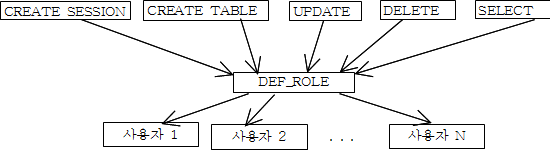 CREATE SESSION CREATE TABLE UPDATE DELETE SELECT
DEF_ROLE
사용자 1 사용자 2 . . . 사용자 N